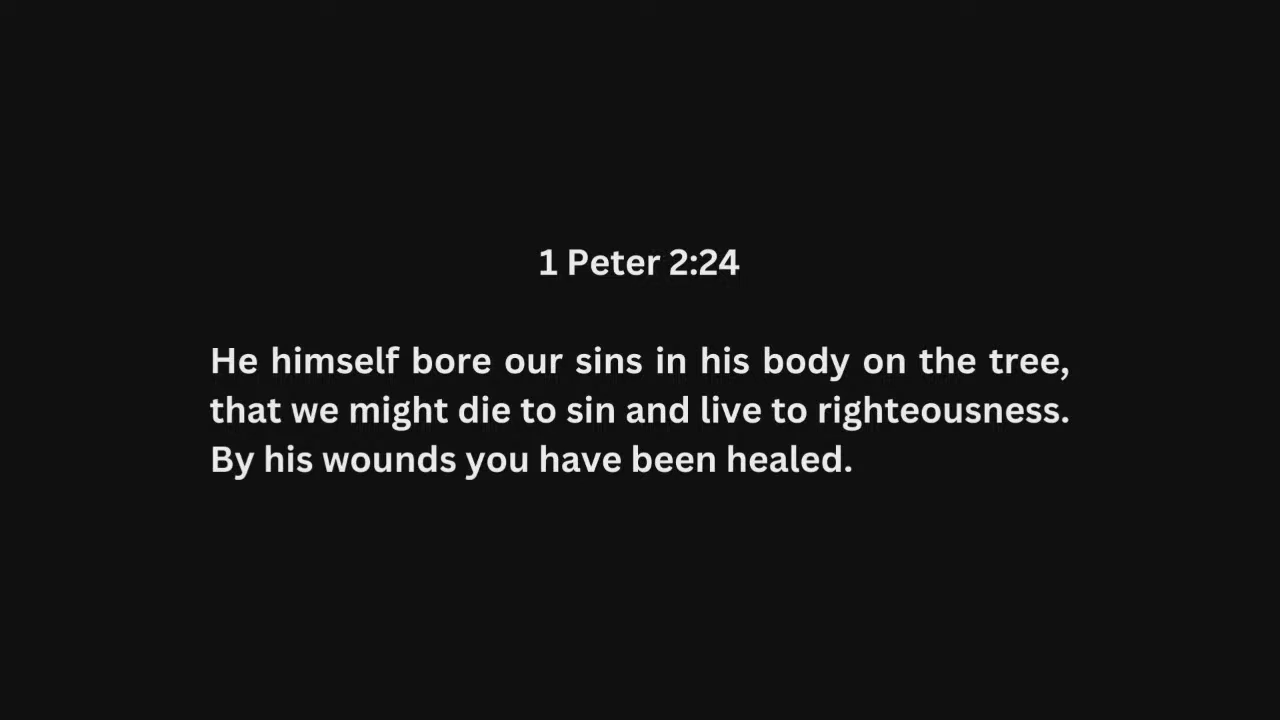 1 Peter 2:24
He himself bore our sins in his body on the tree,
that we might die to sin and live to righteousness.
By his wounds you have been healed.